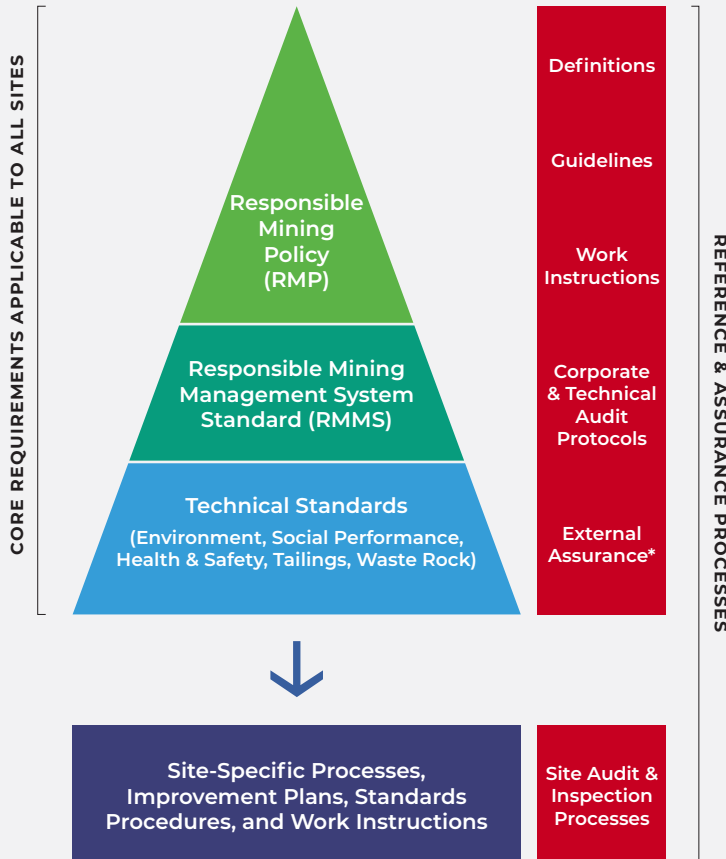 CORE REQUIREMENTS APPLICABLE TO ALL SITES
Responsible
Mining
Policy
(RMP)
Responsible Mining
Management System
Standard (RMMS)
Technical Standards
(Environment, Social Performance,
Health & Safety, Tailings, Waste Rock)
Site-Specific Processes,
Improvement Plans, Standards
Procedures, and Work Instructions
Definitions
Guidelines
Work
Instructions
Corporate
& Technical
Audit
Protocols
External
Assurance*
Site Audit &
Inspection
Processes
REFERENCE & ASSURANCE PROCESSES